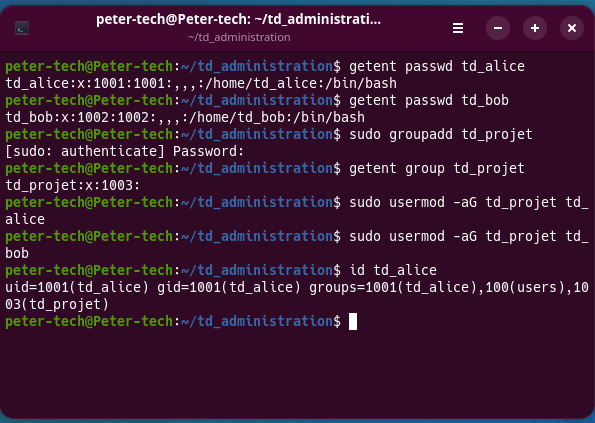 peter-tech@Peter-tech: ~/td_administrati...
~/td_administration
peter-tech@Peter-tech:~/td_administration$ getent passwd td_alice
td_alice:x:1001:1001:,,,:/home/td_alice:/bin/bash
peter-tech@Peter-tech:~/td_administration$ getent passwd td_bob
td_bob:x:1002:1002:,,,:/home/td_bob:/bin/bash
peter-tech@Peter-tech:~/td_administration$ sudo groupadd td_projet
[sudo: authenticate] Password:
peter-tech@Peter-tech:~/td_administration$ getent group td_projet
td_projet:x:1003:
peter-tech@Peter-tech:~/td_administration$ sudo usermod -aG td_projet td_
alice
peter-tech@Peter-tech:~/td_administration$ sudo usermod -aG td_projet td_
bob
peter-tech@Peter-tech:~/td_administration$ id td_alice
uid=1001(td_alice) gid=1001(td_alice) groups=1001(td_alice),100(users),10
03(td_projet)
peter-tech@Peter-tech:~/td_administration$